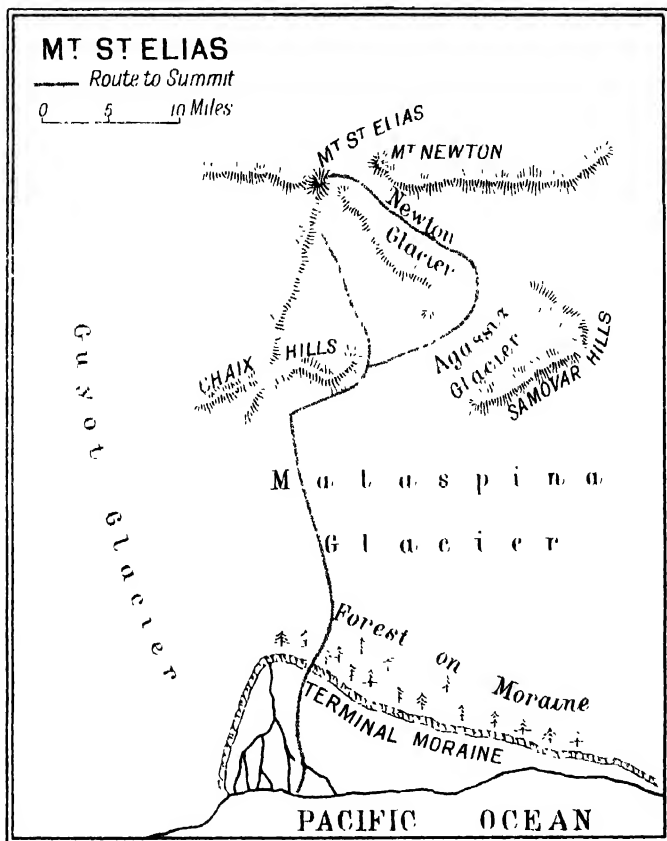 MT ST ELIAS
Route to Summit
0 5 10 Miles
MT ST ELIAS
MT NEWTON
Newton
Glacier
Agassiz
Glacier
SAMOVAR HILLS
CHAIX HILLS
Guyot Glacier
Malaspina
Glacier
Forest on Moraine
TERMINAL MORAINE
PACIFIC OCEAN